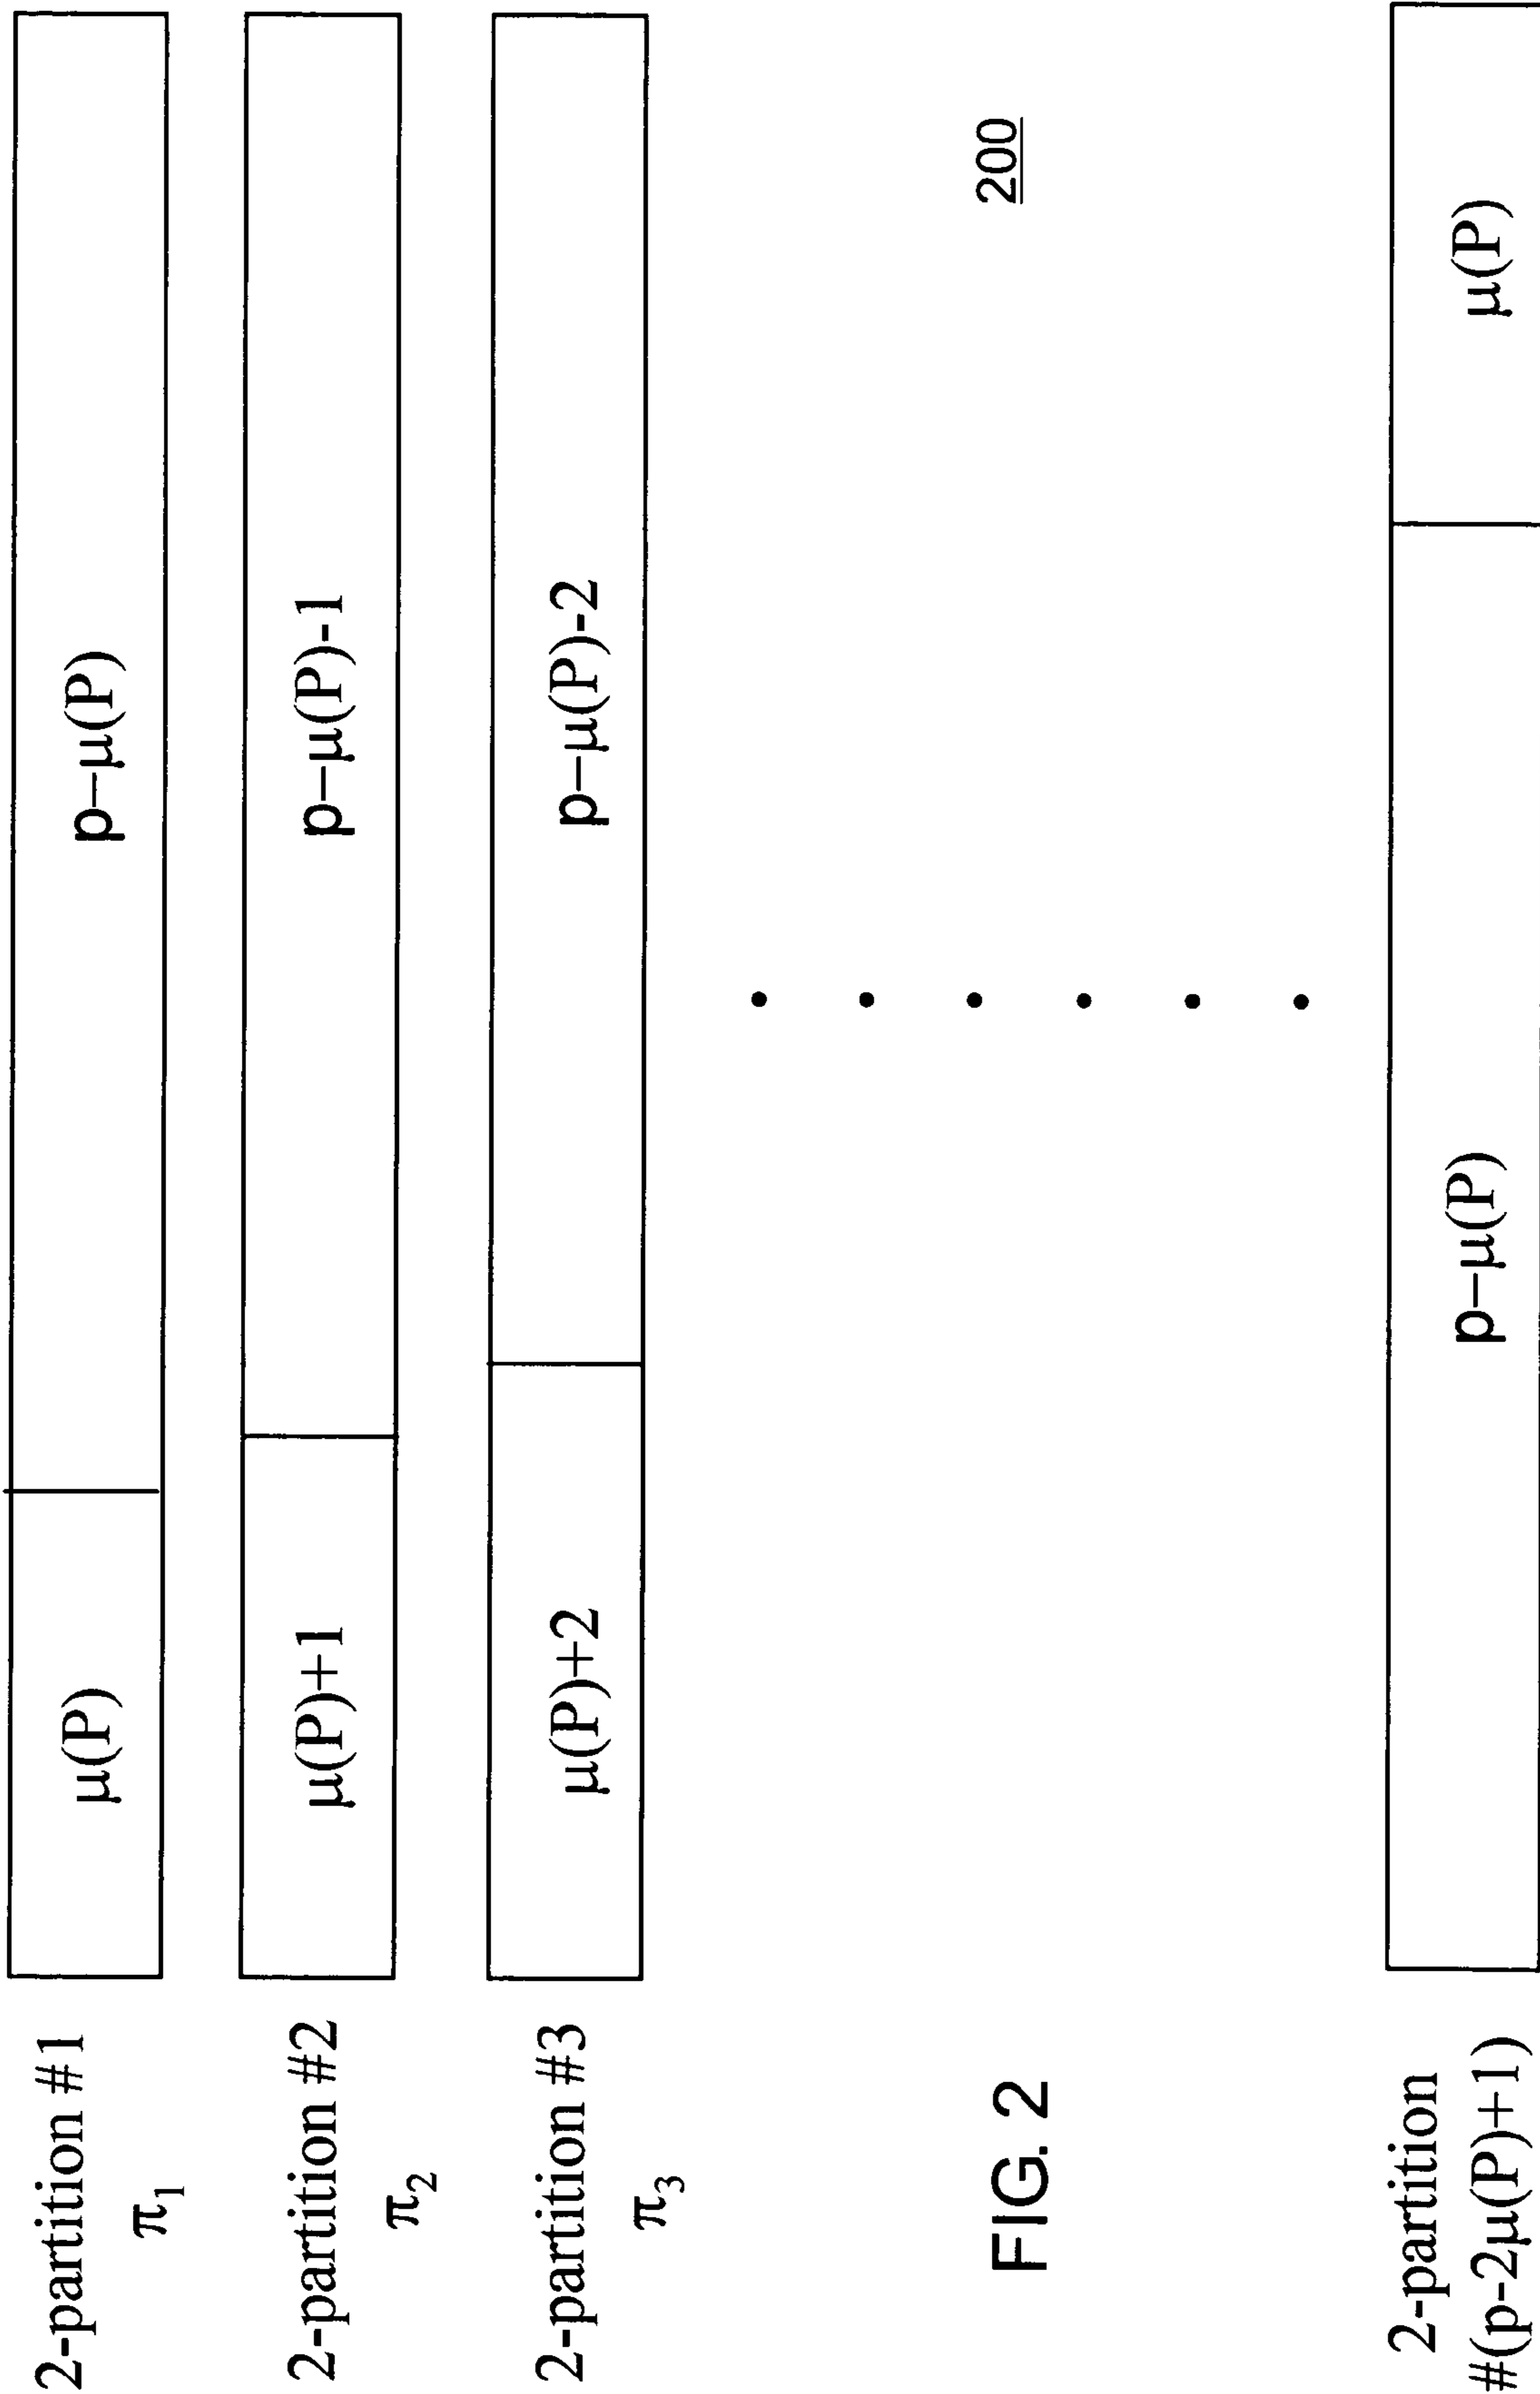 2-partition #1
π₁
μ(P)
p–μ(P)
2-partition #2
π₂
μ(P)+1
p–μ(P)-1
2-partition #3
π₃
μ(P)+2
p–μ(P)-2
FIG. 2
200
2-partition
#(p-2μ(P)+1)
p–μ(P)
μ(P)